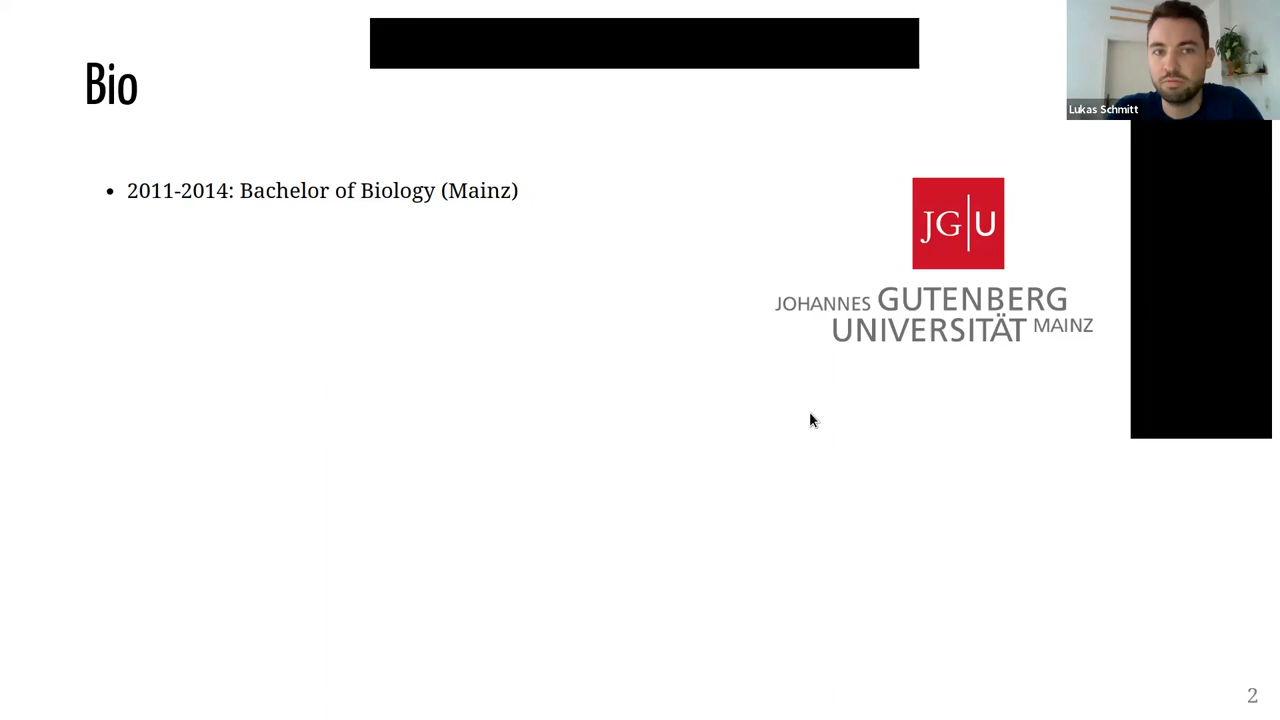 Bio
Lukas Schmitt
• 2011-2014: Bachelor of Biology (Mainz)
JG|U
JOHANNES GUTENBERG
UNIVERSITÄT MAINZ
2